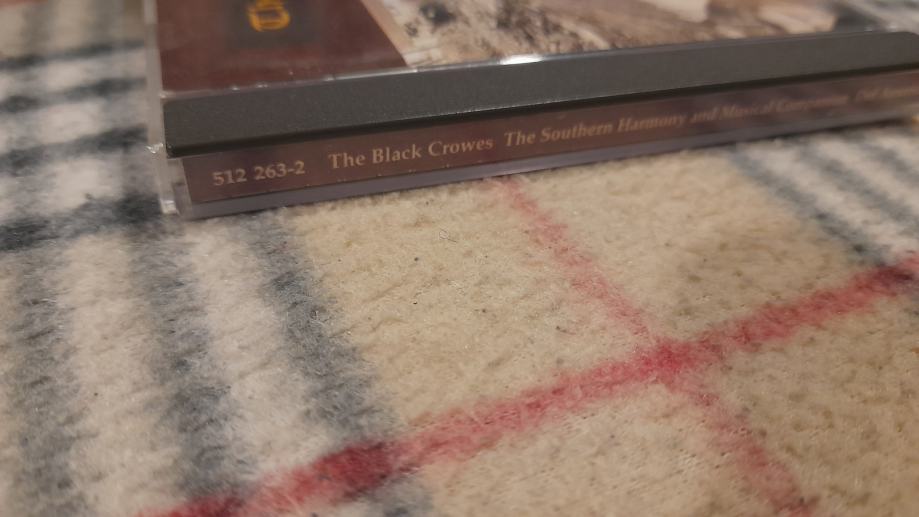 512 263-2 The Black Crowes The Southern Harmony and Musical Companion